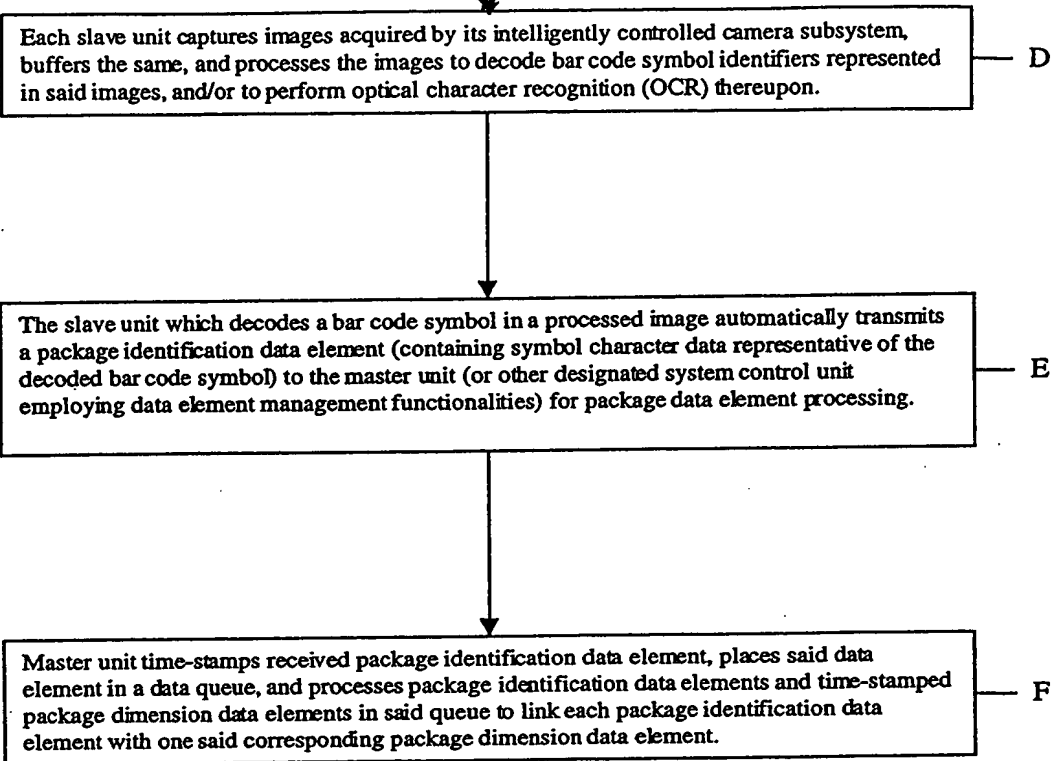 Each slave unit captures images acquired by its intelligently controlled camera subsystem,
buffers the same, and processes the images to decode bar code symbol identifiers represented
in said images, and/or to perform optical character recognition (OCR) thereupon.
D
The slave unit which decodes a bar code symbol in a processed image automatically transmits
a package identification data element (containing symbol character data representative of the
decoded bar code symbol) to the master unit (or other designated system control unit
employing data element management functionalities) for package data element processing.
E
Master unit time-stamps received package identification data element, places said data
element in a data queue, and processes package identification data elements and time-stamped
package dimension data elements in said queue to link each package identification data
element with one said corresponding package dimension data element.
F